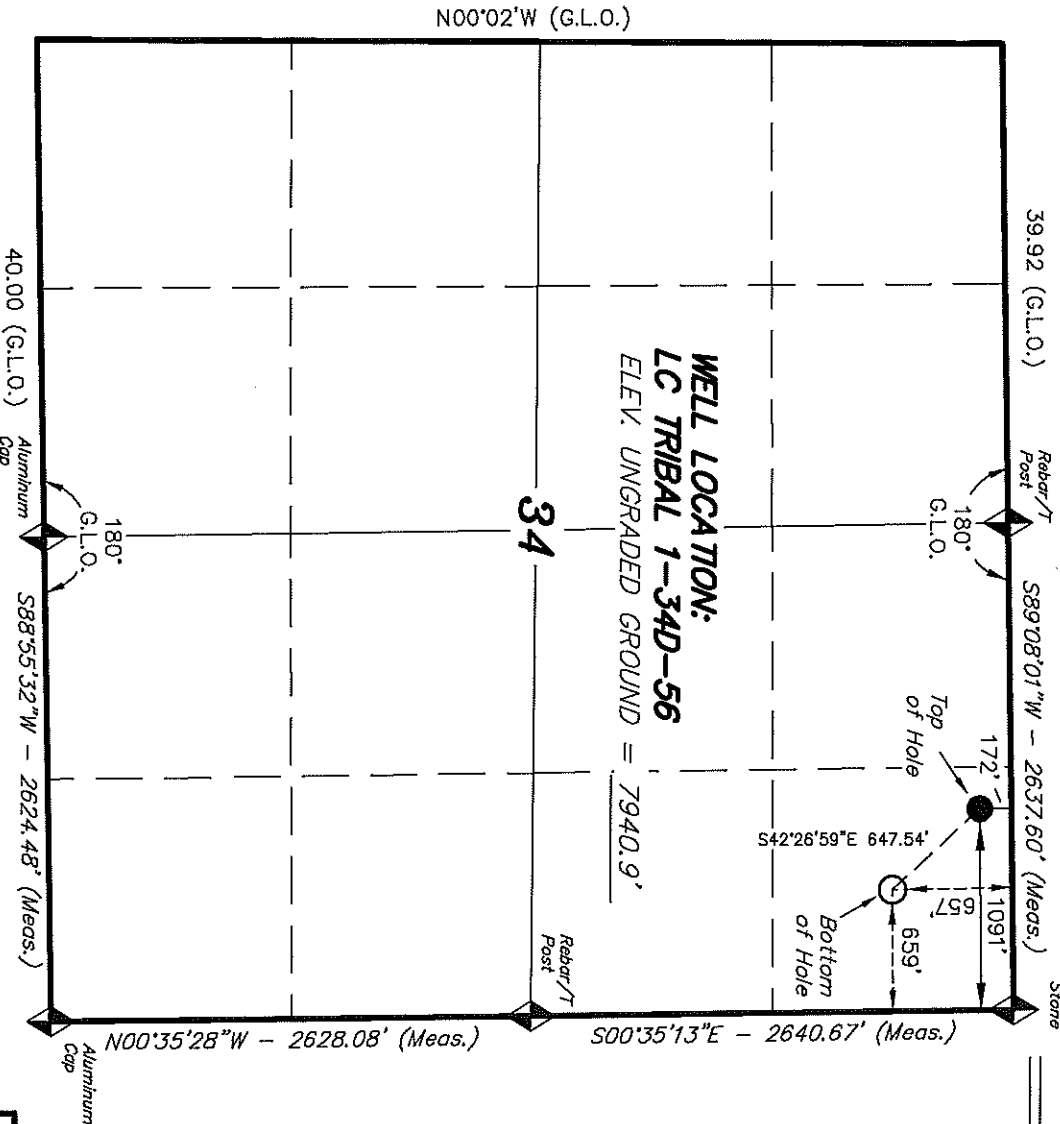 N00°02'W (G.L.O.)
39.92 (G.L.O.)
Rebar/T
Post
S89°08'01"W - 2637.60' (Meas.)
Stone
180°
G.L.O.
172'
1091'
Top
of Hole
S42°26'59"E 647.54'
657'
659'
Bottom
of Hole
WELL LOCATION:
LC TRIBAL 1-34D-56
ELEV. UNGRADED GROUND = 7940.9'
34
Rebar/T
Post
S00°35'13"E - 2640.67' (Meas.)
N00°35'28"W - 2628.08' (Meas.)
180°
G.L.O.
40.00 (G.L.O.)
Aluminum
Cap
S88°55'32"W - 2624.48' (Meas.)
Aluminum
Cap